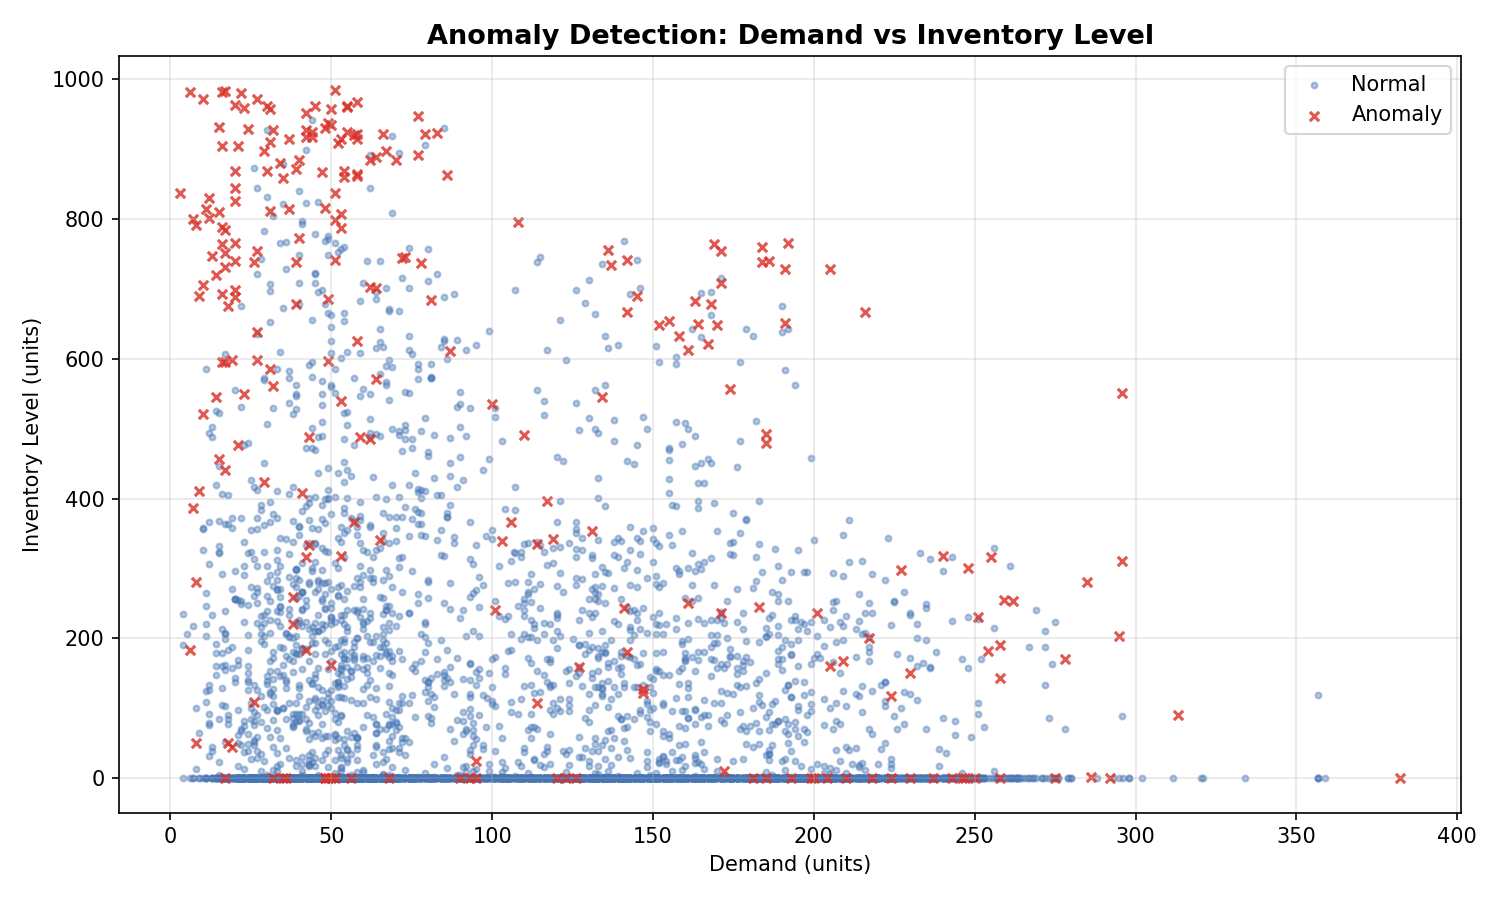 Anomaly Detection: Demand vs Inventory Level
Normal
Anomaly
Inventory Level (units)
1000
800
600
400
200
0
0 50 100 150 200 250 300 350 400
Demand (units)